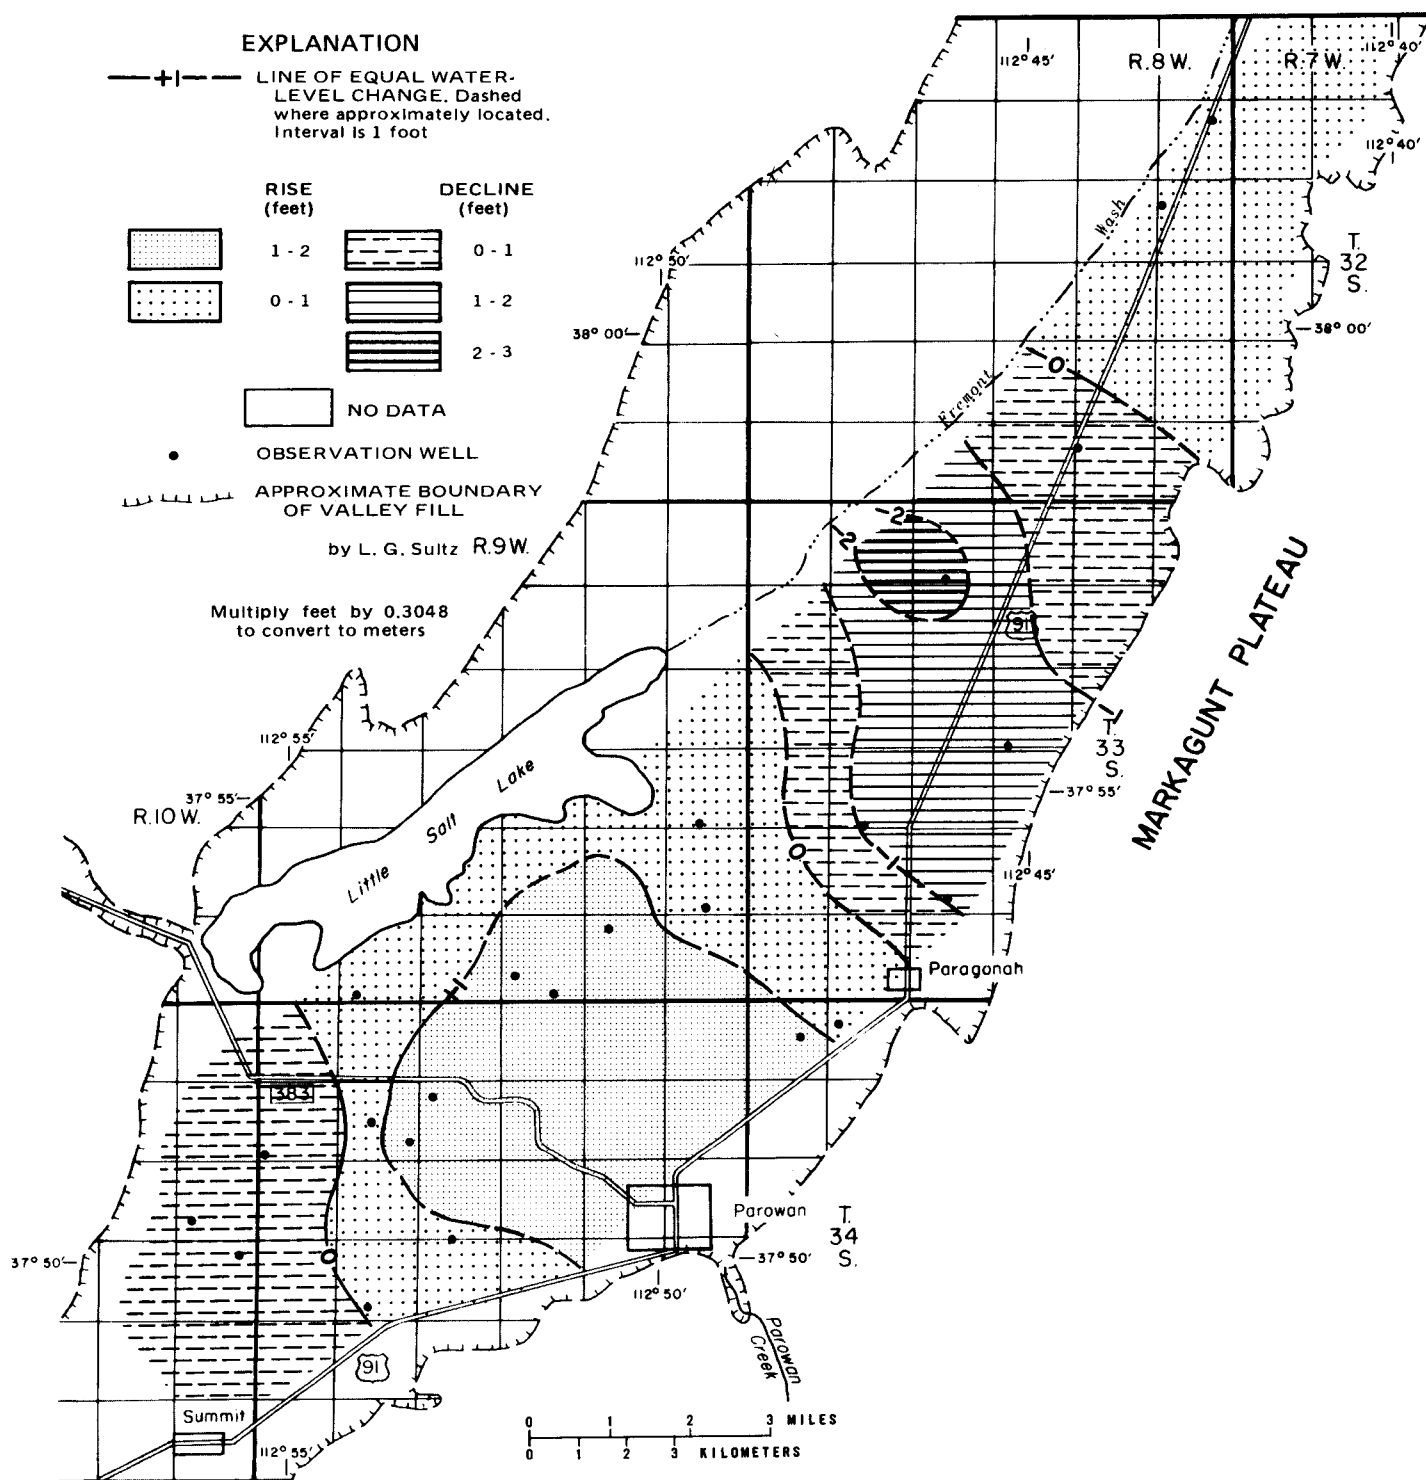 EXPLANATION
+1
LINE OF EQUAL WATER-
LEVEL CHANGE. Dashed
where approximately located.
Interval is 1 foot
RISE
(feet)
DECLINE
(feet)
1 - 2
0 - 1
0 - 1
1 - 2
2 - 3
NO DATA
OBSERVATION WELL
APPROXIMATE BOUNDARY
OF VALLEY FILL
by L. G. Sultz
R.9W.
Multiply feet by 0.3048
to convert to meters
112° 45'
R.8W.
R.7W.
112° 40'
112° 40'
Wash
T.
32
S.
112° 50'
38° 00'
38° 00'
0
Fremont
-2
-2
91
MARKAGUNT PLATEAU
T.
33
S.
112° 55'
37° 55'
37° 55'
R.10W.
Little Salt Lake
0
112° 45'
Paragonah
+1
383
Parowan
T.
34
S.
37° 50'
0
37° 50'
112° 50'
Parowan
Creek
91
Summit
112° 55'
0 1 2 3 MILES
0 1 2 3 KILOMETERS